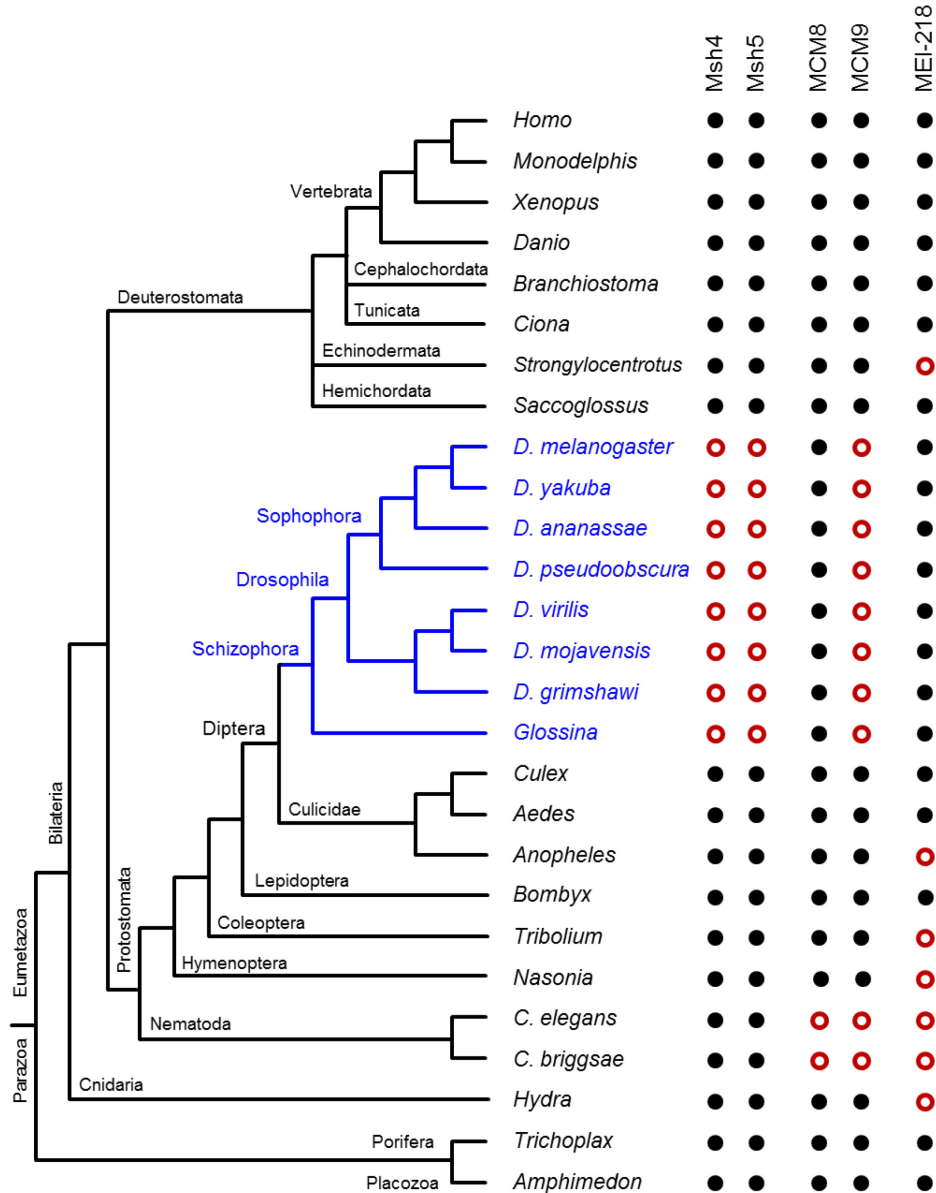 Msh4
Msh5
MCM8
MCM9
MEI-218
Homo
Monodelphis
Vertebrata
Xenopus
Danio
Cephalochordata
Branchiostoma
Deuterostomata
Tunicata
Ciona
Echinodermata
Strongylocentrotus
Hemichordata
Saccoglossus
D. melanogaster
D. yakuba
Sophophora
D. ananassae
D. pseudoobscura
Drosophila
D. virilis
Schizophora
D. mojavensis
D. grimshawi
Diptera
Glossina
Culex
Bilateria
Culicidae
Aedes
Anopheles
Lepidoptera
Bombyx
Protostomata
Coleoptera
Tribolium
Eumetazoa
Hymenoptera
Nasonia
Nematoda
C. elegans
C. briggsae
Parazoa
Cnidaria
Hydra
Porifera
Trichoplax
Placozoa
Amphimedon